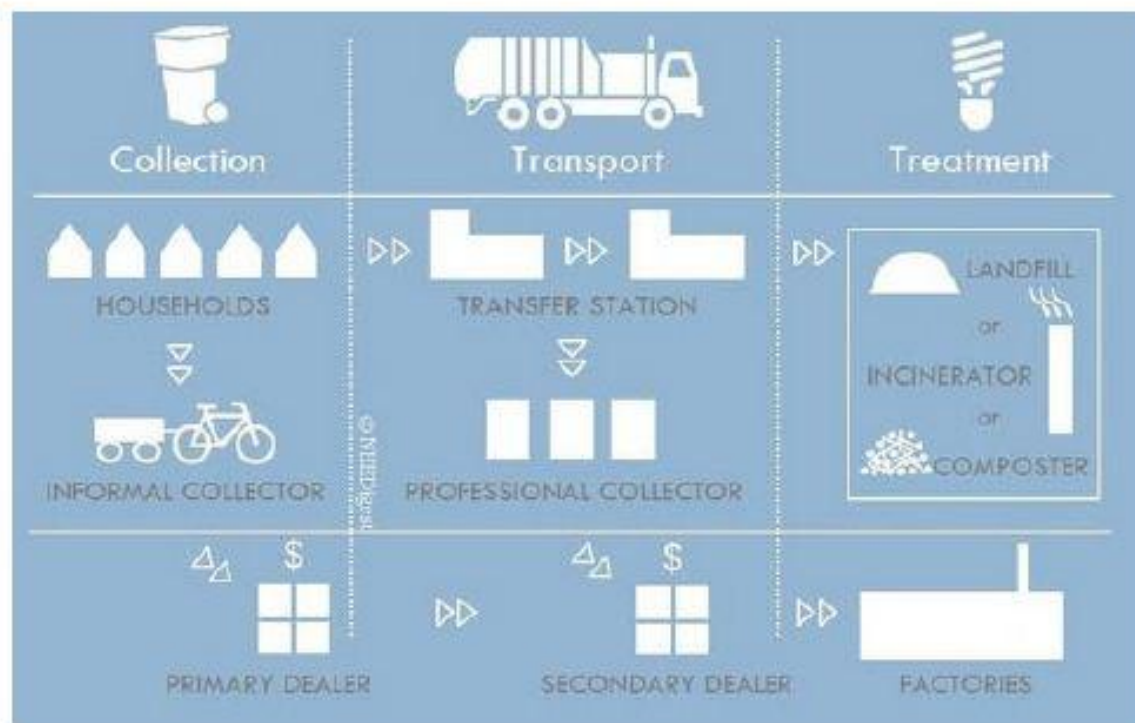 Collection
Transport
Treatment
HOUSEHOLDS
TRANSFER STATION
LANDFILL
or
INCINERATOR
or
COMPOSTER
INFORMAL COLLECTOR
PROFESSIONAL COLLECTOR
$
$
PRIMARY DEALER
SECONDARY DEALER
FACTORIES